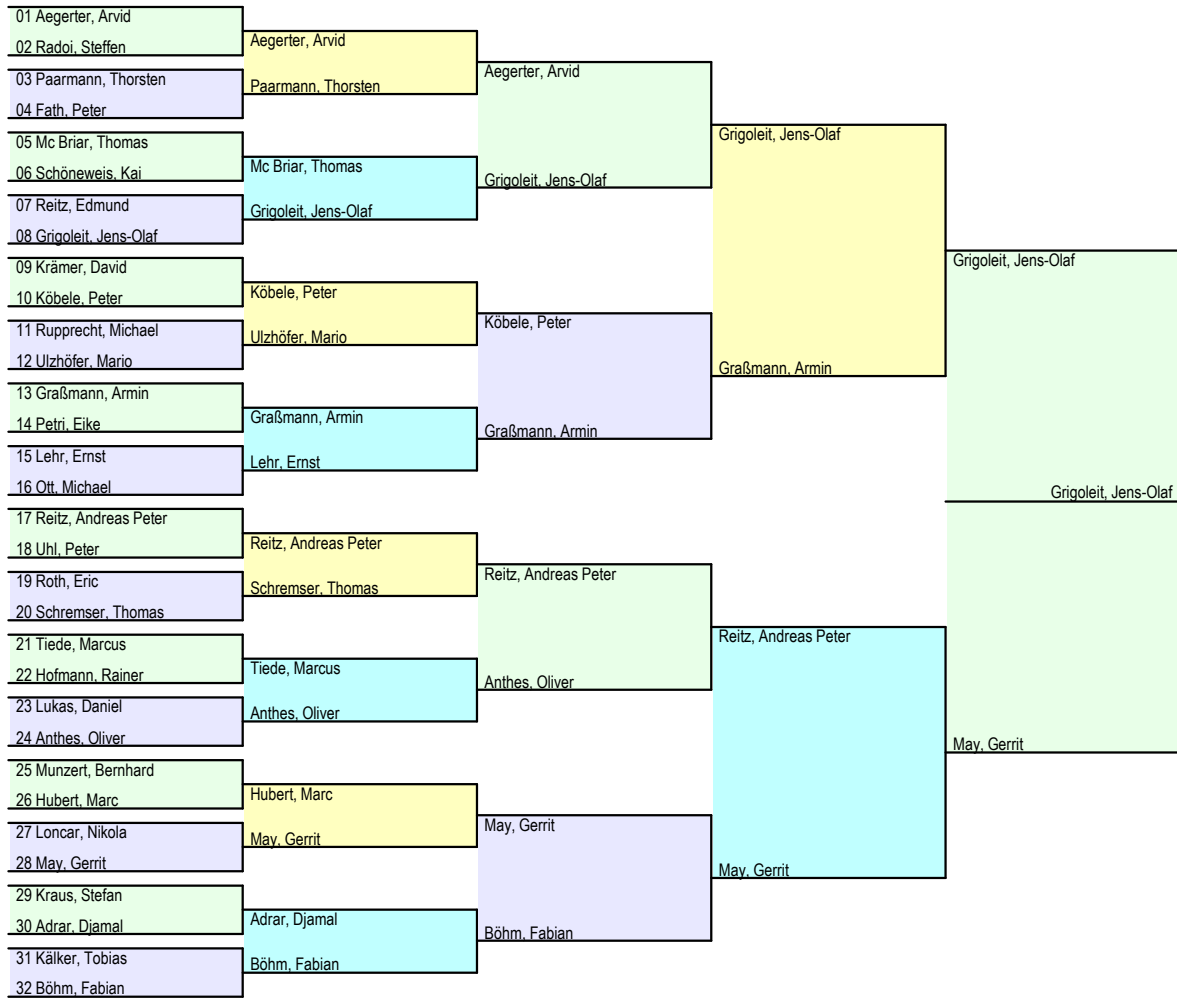 01 Aegerter, Arvid
02 Radoi, Steffen
03 Paarmann, Thorsten
04 Fath, Peter
05 Mc Briar, Thomas
06 Schöneweis, Kai
07 Reitz, Edmund
08 Grigoleit, Jens-Olaf
09 Krämer, David
10 Köbele, Peter
11 Rupprecht, Michael
12 Ulzhöfer, Mario
13 Graßmann, Armin
14 Petri, Eike
15 Lehr, Ernst
16 Ott, Michael
17 Reitz, Andreas Peter
18 Uhl, Peter
19 Roth, Eric
20 Schremser, Thomas
21 Tiede, Marcus
22 Hofmann, Rainer
23 Lukas, Daniel
24 Anthes, Oliver
25 Munzert, Bernhard
26 Hubert, Marc
27 Loncar, Nikola
28 May, Gerrit
29 Kraus, Stefan
30 Adrar, Djamal
31 Kälker, Tobias
32 Böhm, Fabian
Aegerter, Arvid
Paarmann, Thorsten
Mc Briar, Thomas
Grigoleit, Jens-Olaf
Köbele, Peter
Ulzhöfer, Mario
Graßmann, Armin
Lehr, Ernst
Reitz, Andreas Peter
Schremser, Thomas
Tiede, Marcus
Anthes, Oliver
Hubert, Marc
May, Gerrit
Adrar, Djamal
Böhm, Fabian
Aegerter, Arvid
Grigoleit, Jens-Olaf
Köbele, Peter
Graßmann, Armin
Reitz, Andreas Peter
Anthes, Oliver
May, Gerrit
Böhm, Fabian
Grigoleit, Jens-Olaf
Graßmann, Armin
Reitz, Andreas Peter
May, Gerrit
Grigoleit, Jens-Olaf
May, Gerrit
Grigoleit, Jens-Olaf